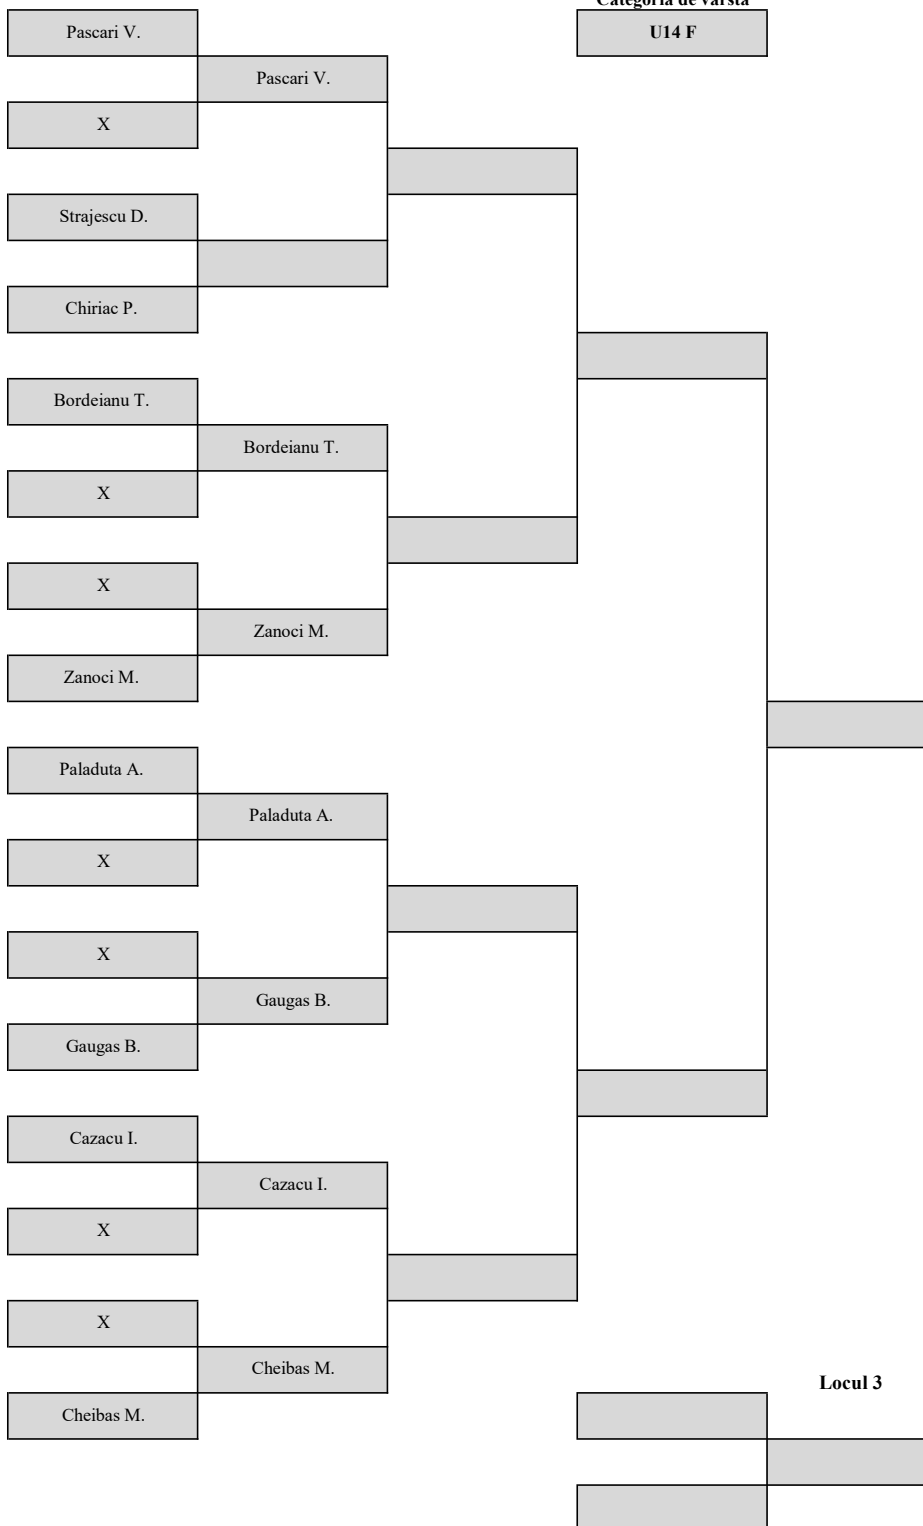 Categoria de varsta
Pascari V.
U14 F
Pascari V.
X
Strajescu D.
Chiriac P.
Bordeianu T.
Bordeianu T.
X
X
Zanoci M.
Zanoci M.
Paladuta A.
Paladuta A.
X
X
Gaugas B.
Gaugas B.
Cazacu I.
Cazacu I.
X
X
Cheibas M.
Locul 3
Cheibas M.